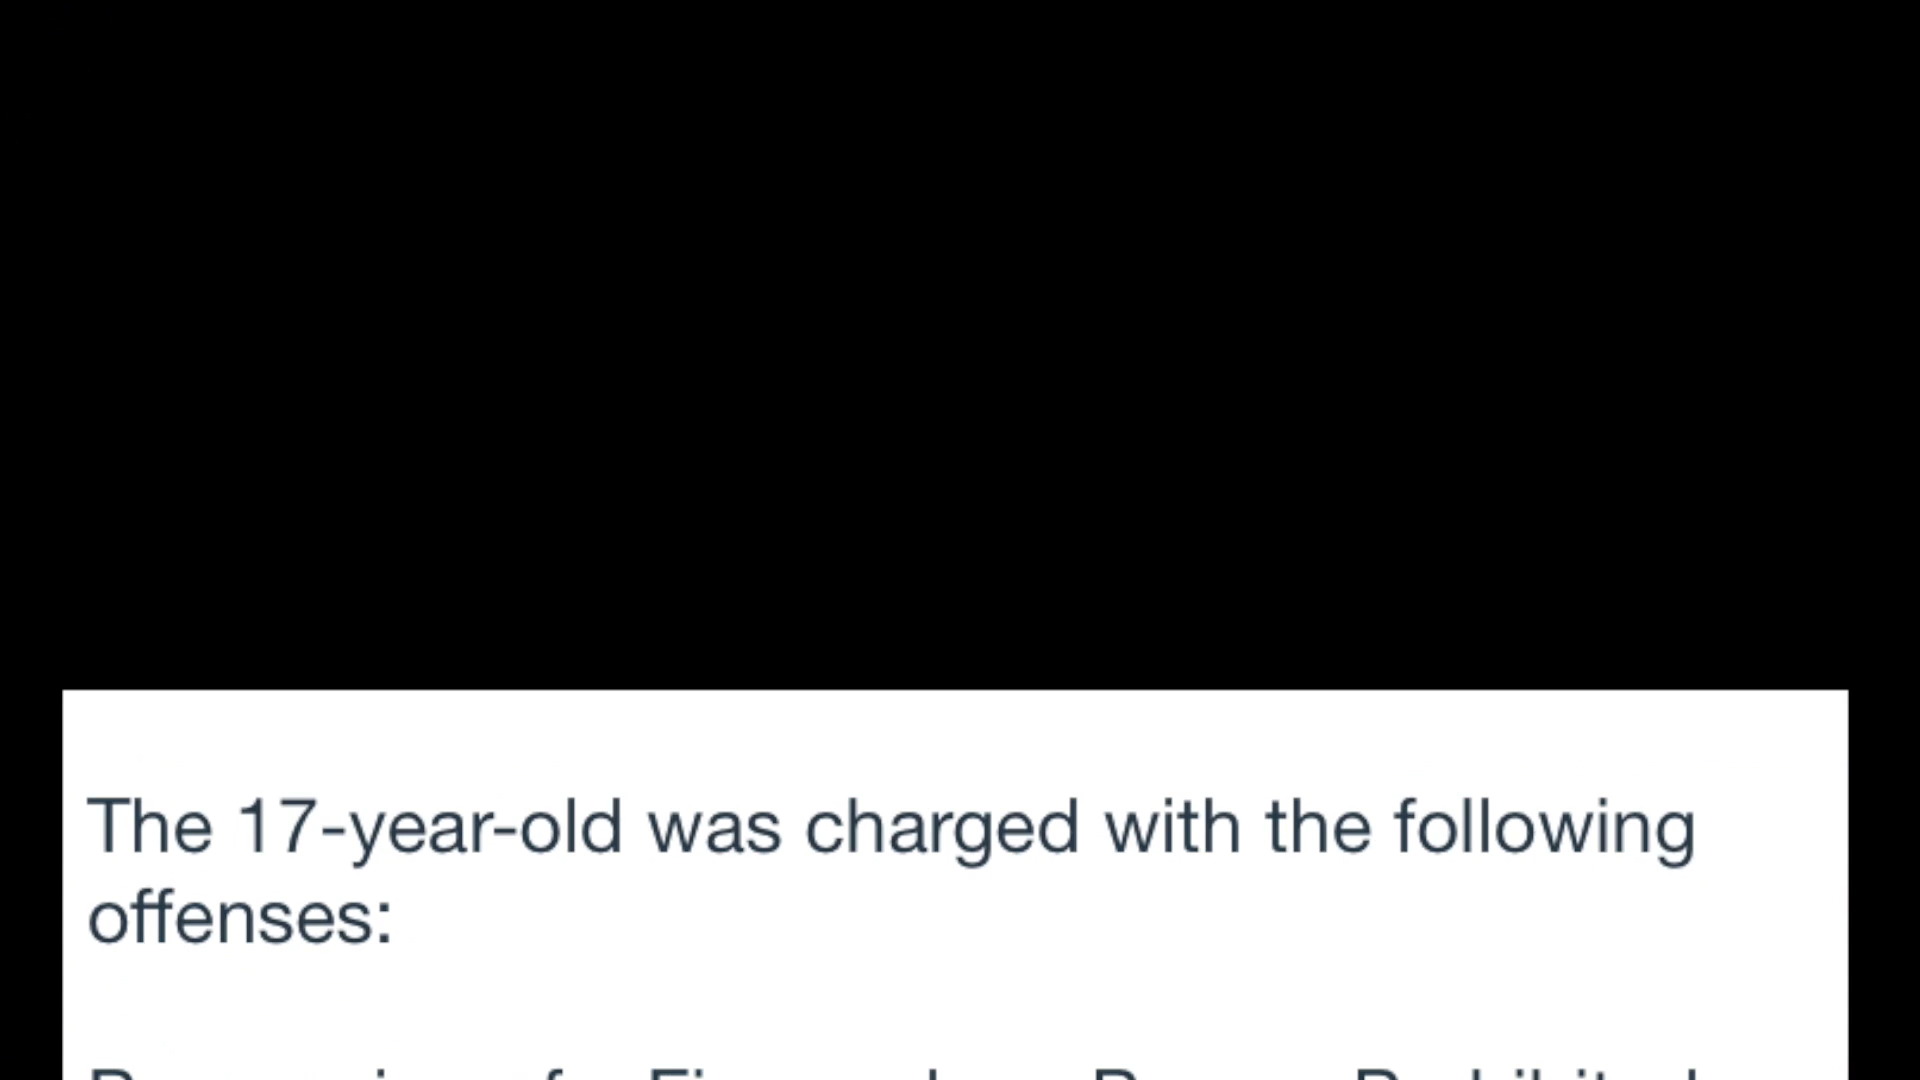 The 17-year-old was charged with the following
offenses: